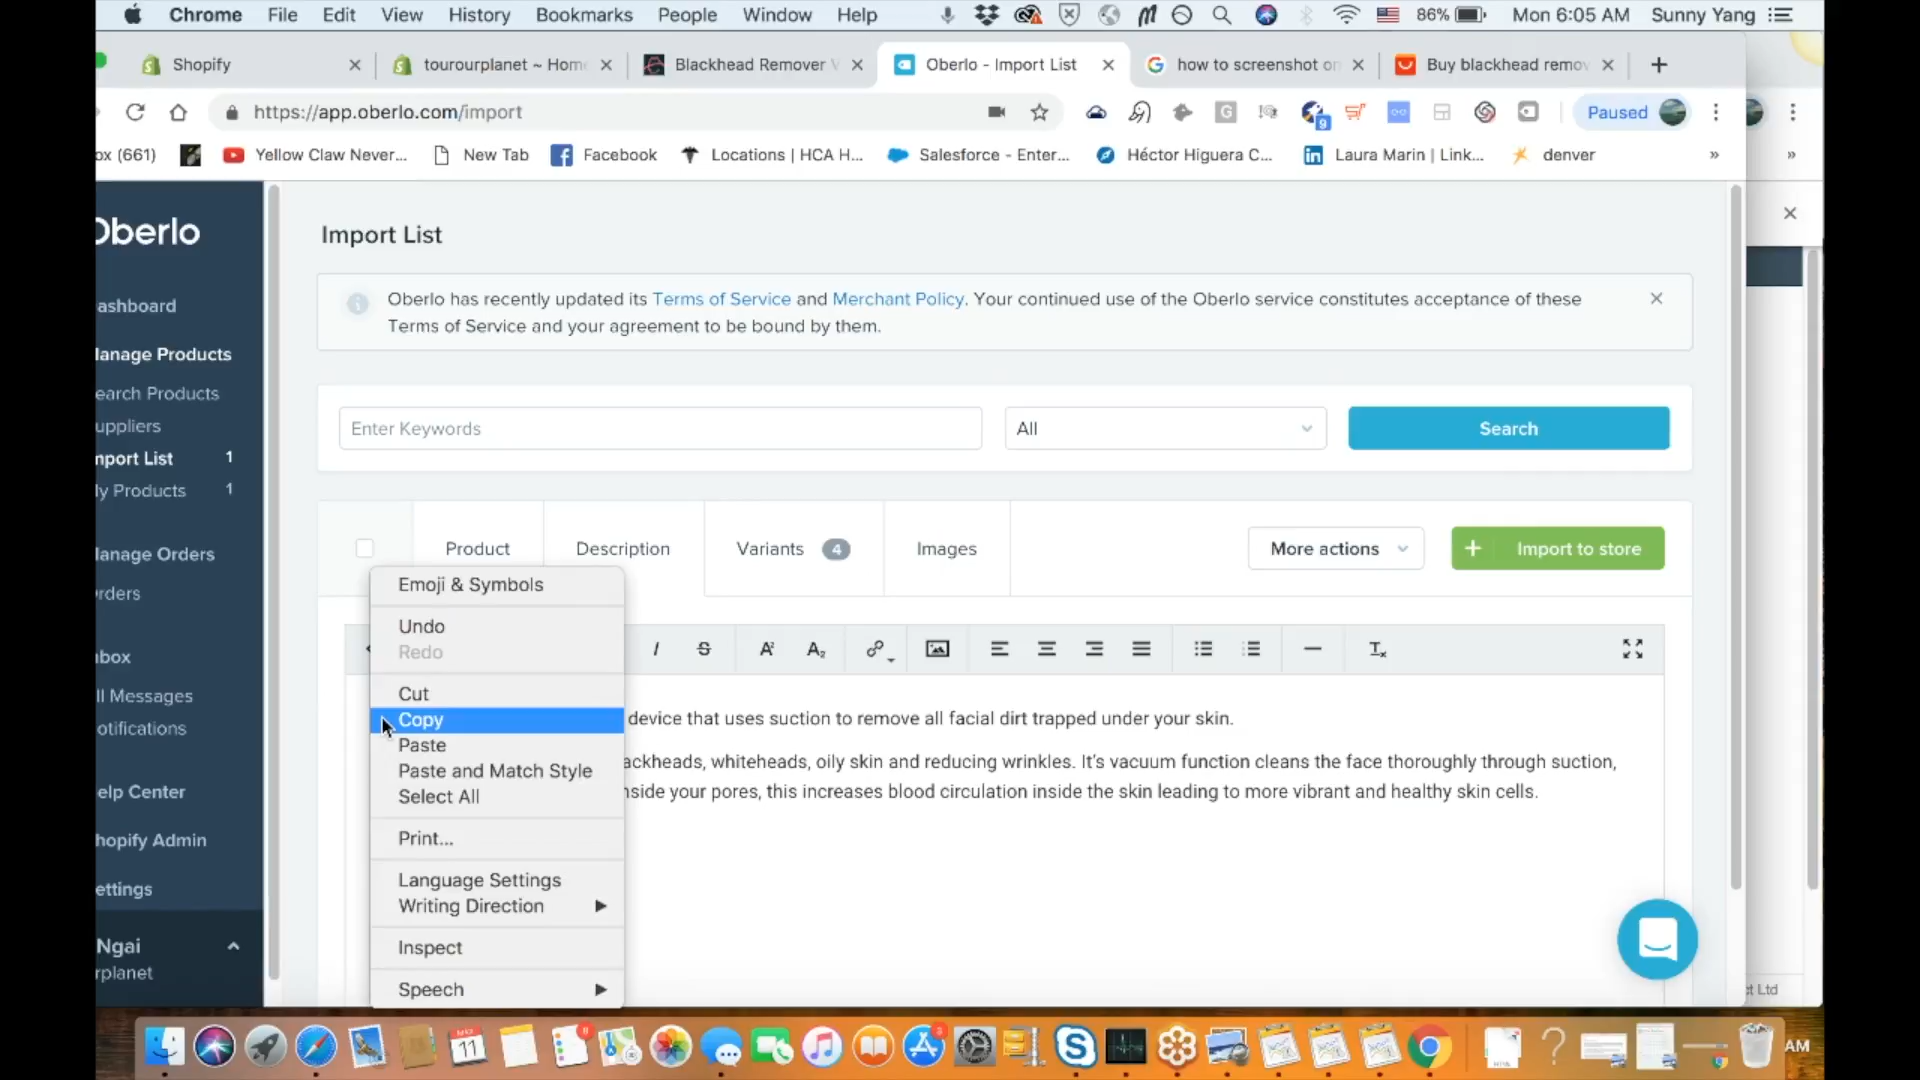 Chrome File Edit View History Bookmarks People Window Help 86% Mon 6:05 AM Sunny Yang
Shopify
tourourplanet ~ Hom
Blackhead Remover V
Oberlo - Import List
how to screenshot on
Buy blackhead remov
https://app.oberlo.com/import
9
Paused
ox (661)
Yellow Claw Never...
New Tab
Facebook
Locations | HCA H...
Salesforce - Enter...
Héctor Higuera C...
Laura Marin | Link...
denver
»
»
Oberlo
ashboard
lanage Products
earch Products
uppliers
mport List 1
ly Products 1
lanage Orders
rders
nbox
ll Messages
otifications
elp Center
hopify Admin
ettings
Ngai
rplanet
Import List
Oberlo has recently updated its Terms of Service and Merchant Policy. Your continued use of the Oberlo service constitutes acceptance of these
Terms of Service and your agreement to be bound by them.
Enter Keywords
All
Search
Product
Description
Variants 4
Images
More actions
+ Import to store
Emoji & Symbols
Undo
Redo
Cut
Copy
Paste
Paste and Match Style
Select All
Print...
Language Settings
Writing Direction
Inspect
Speech
device that uses suction to remove all facial dirt trapped under your skin.
ackheads, whiteheads, oily skin and reducing wrinkles. It's vacuum function cleans the face thoroughly through suction,
nside your pores, this increases blood circulation inside the skin leading to more vibrant and healthy skin cells.
t Ltd
11
8
3
AM